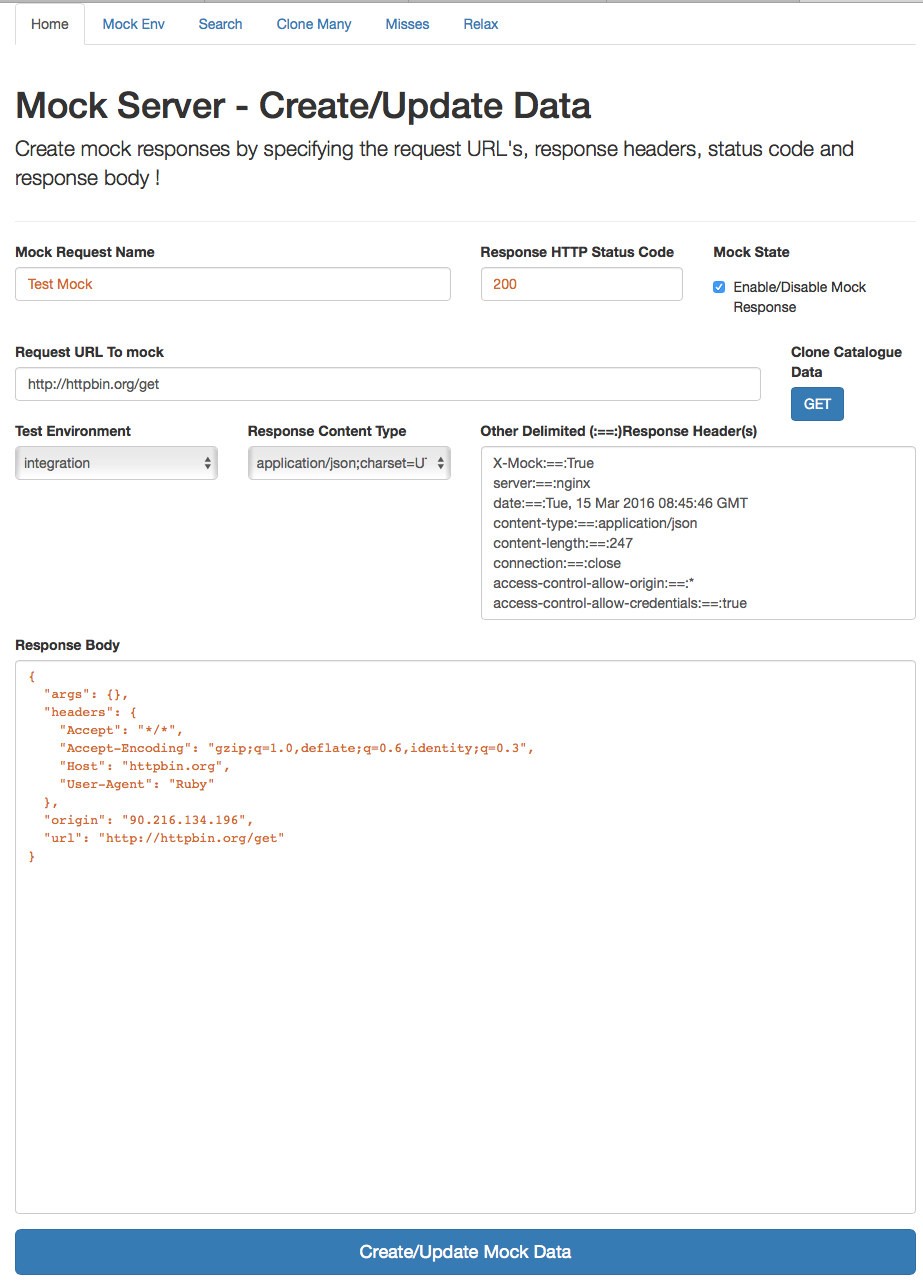 Home Mock Env Search Clone Many Misses Relax
Mock Server - Create/Update Data
Create mock responses by specifying the request URL's, response headers, status code and
response body !
Mock Request Name Response HTTP Status Code Mock State
Test Mock 200 Enable/Disable Mock
Response
Request URL To mock Clone Catalogue
Data
http://httpbin.org/get GET
Test Environment Response Content Type Other Delimited (:==:)Response Header(s)
integration application/json;charset=U
X-Mock:==:True
server:==:nginx
date:==:Tue, 15 Mar 2016 08:45:46 GMT
content-type:==:application/json
content-length:==:247
connection:==:close
access-control-allow-origin:==:*
access-control-allow-credentials:==:true
Response Body
{
  "args": {},
  "headers": {
    "Accept": "*/*",
    "Accept-Encoding": "gzip;q=1.0,deflate;q=0.6,identity;q=0.3",
    "Host": "httpbin.org",
    "User-Agent": "Ruby"
  },
  "origin": "90.216.134.196",
  "url": "http://httpbin.org/get"
}
Create/Update Mock Data